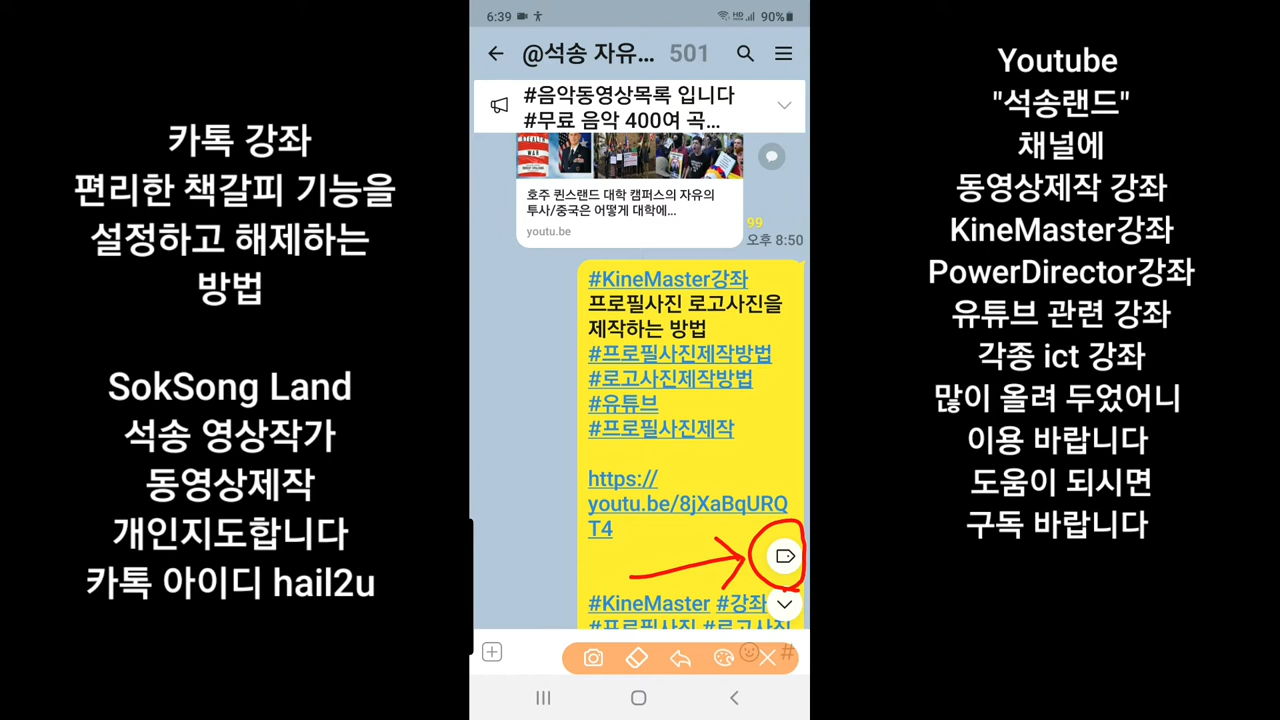 카톡 강좌
편리한 책갈피 기능을
설정하고 해제하는
방법
SokSong Land
석송 영상작가
동영상제작
개인지도합니다
카톡 아이디 hail2u
6:39
HD
90%
@석송 자유... 501
#음악동영상목록 입니다
#무료 음악 400여 곡...
WAR
호주 퀸스랜드 대학 캠퍼스의 자유의
투사/중국은 어떻게 대학에...
youtu.be
99
오후 8:50
#KineMaster강좌
프로필사진 로고사진을
제작하는 방법
#프로필사진제작방법
#로고사진제작방법
#유튜브
#프로필사진제작
https://
youtu.be/8jXaBqURQ
T4
#KineMaster #강좌
#프로필사진 #로고사진
#
Youtube
"석송랜드"
채널에
동영상제작 강좌
KineMaster강좌
PowerDirector강좌
유튜브 관련 강좌
각종 ict 강좌
많이 올려 두었어니
이용 바랍니다
도움이 되시면
구독 바랍니다